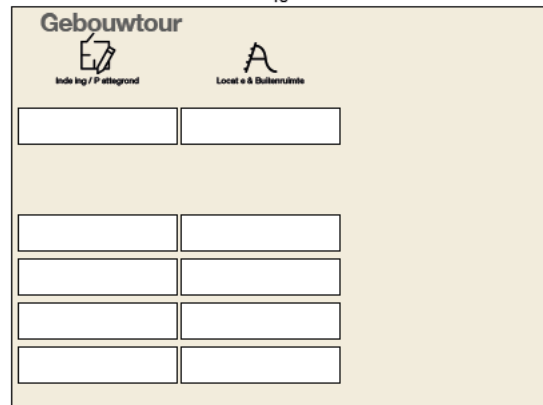 Gebouwtour
Inde ing / P attegrond
Locat e & Buitenruimte